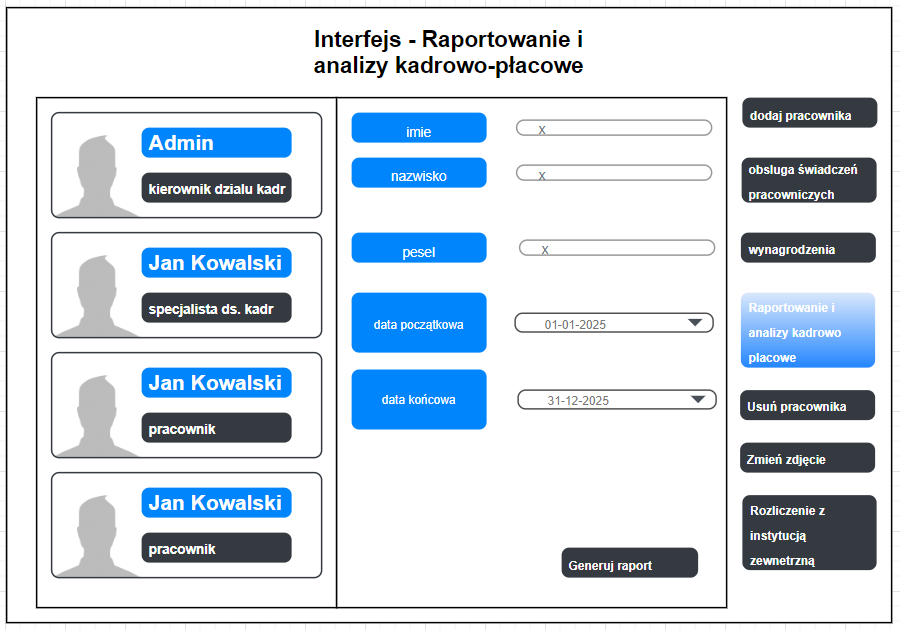 Interfejs - Raportowanie i
analizy kadrowo-płacowe
Admin
kierownik dzialu kadr
Jan Kowalski
specjalista ds. kadr
Jan Kowalski
pracownik
Jan Kowalski
pracownik
imie
x
nazwisko
x
pesel
x
data początkowa
01-01-2025
data końcowa
31-12-2025
Generuj raport
dodaj pracownika
obsluga świadczeń
pracowniczych
wynagrodzenia
Raportowanie i
analizy kadrowo
placowe
Usuń pracownika
Zmień zdjęcie
Rozliczenie z
instytucją
zewnetrzną